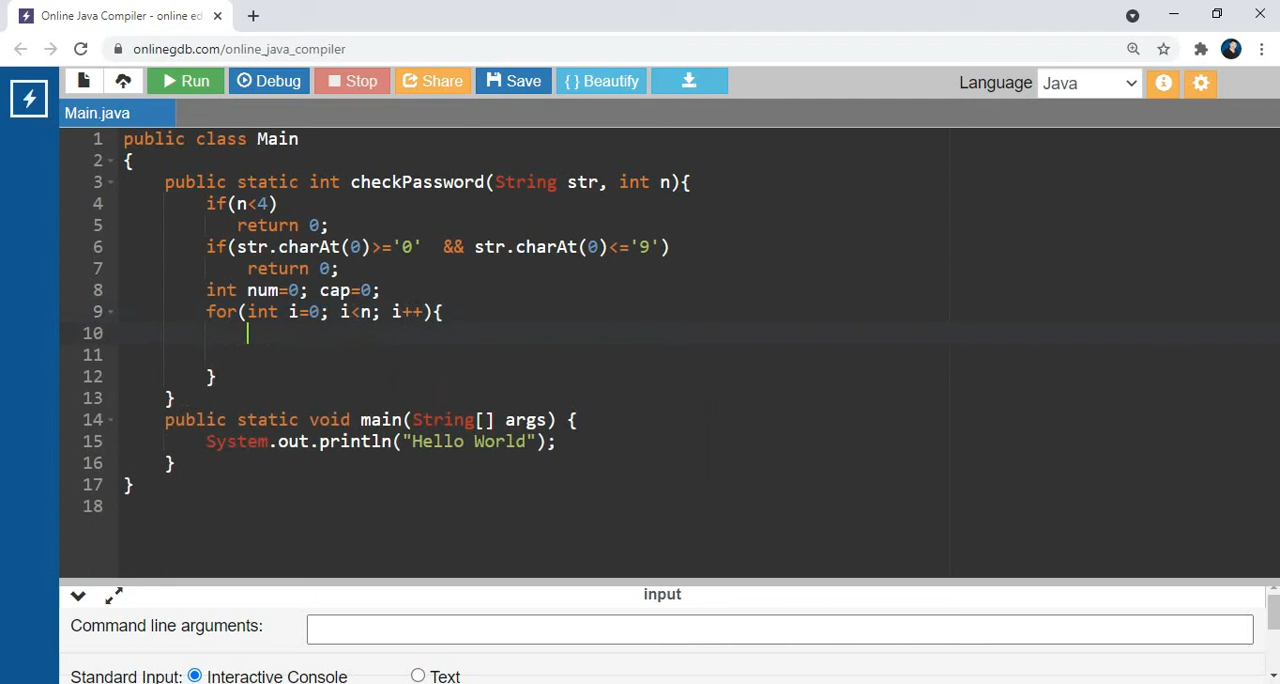 Online Java Compiler - online ed
onlinegdb.com/online_java_compiler
Run Debug Stop Share Save { } Beautify Language Java
Main.java
1 public class Main
2 {
3 public static int checkPassword(String str, int n){
4 if(n<4)
5 return 0;
6 if(str.charAt(0)>='0' && str.charAt(0)<='9')
7 return 0;
8 int num=0; cap=0;
9 for(int i=0; i<n; i++){
10
11
12 }
13 }
14 public static void main(String[] args) {
15 System.out.println("Hello World");
16 }
17 }
18
input
Command line arguments:
Standard Input: Interactive Console Text